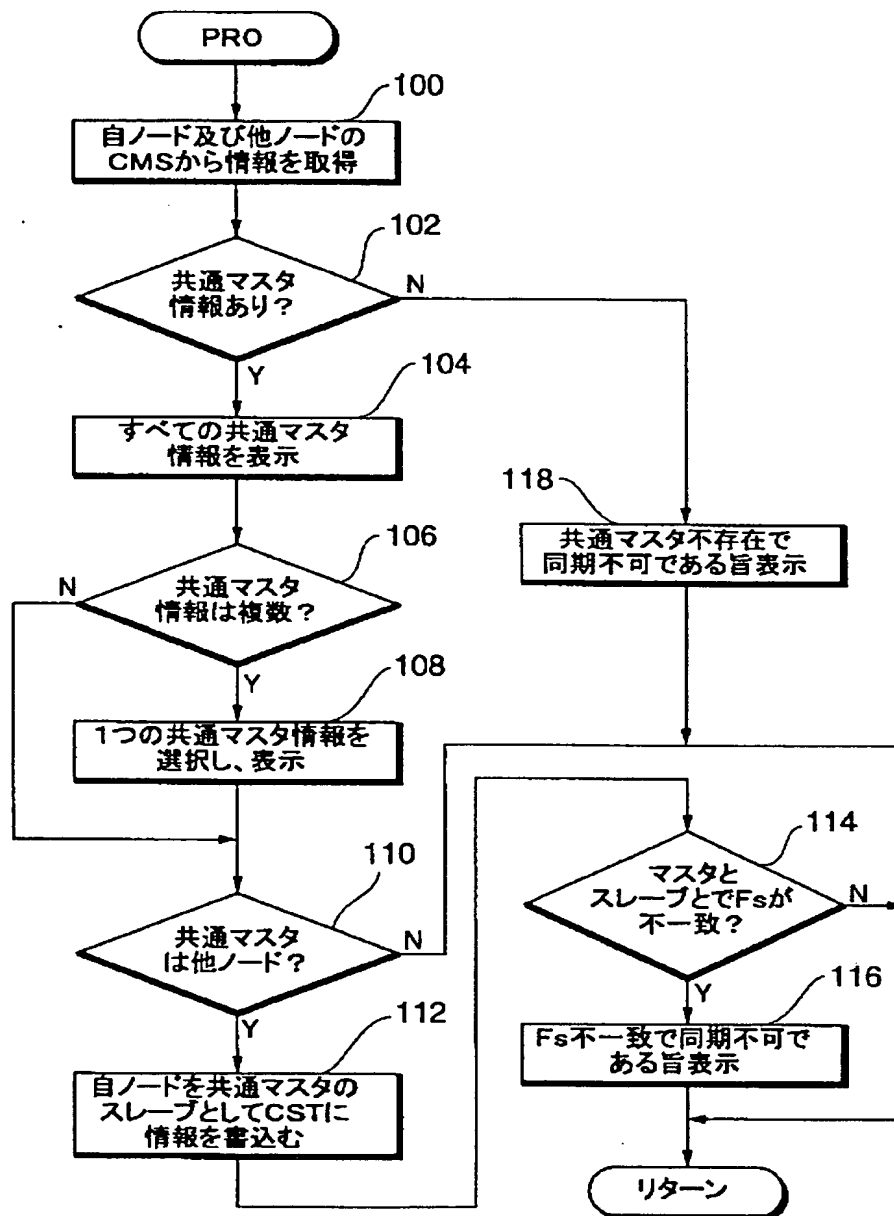 PRO
100
自ノード及び他ノードの
CMSから情報を取得
102
共通マスタ
情報あり?
N
Y
104
すべての共通マスタ
情報を表示
118
共通マスタ不存在で
同期不可である旨表示
106
共通マスタ
情報は複数?
N
Y
108
1つの共通マスタ情報を
選択し、表示
110
共通マスタ
は他ノード?
N
Y
112
自ノードを共通マスタの
スレーブとしてCSTに
情報を書込む
114
マスタと
スレーブとでFsが
不一致?
N
Y
116
Fs不一致で同期不可で
ある旨表示
リターン